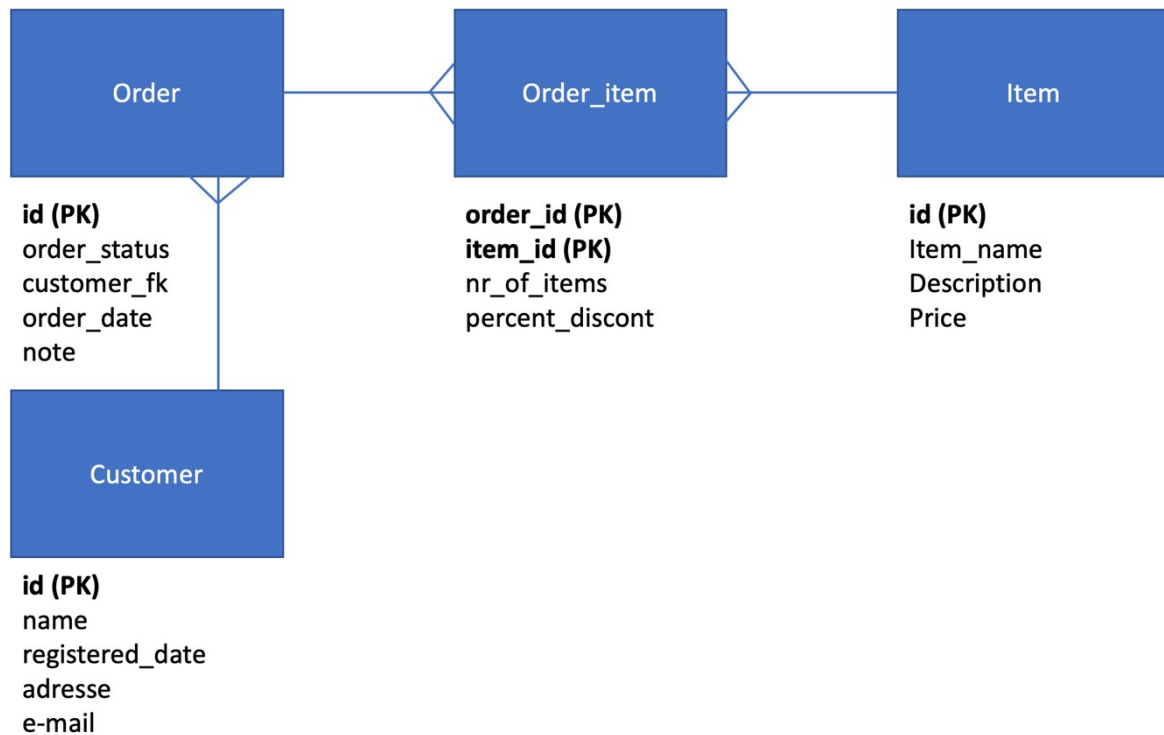 Order
Order_item
Item
id (PK)
order_status
customer_fk
order_date
note
order_id (PK)
item_id (PK)
nr_of_items
percent_discont
id (PK)
Item_name
Description
Price
Customer
id (PK)
name
registered_date
adresse
e-mail